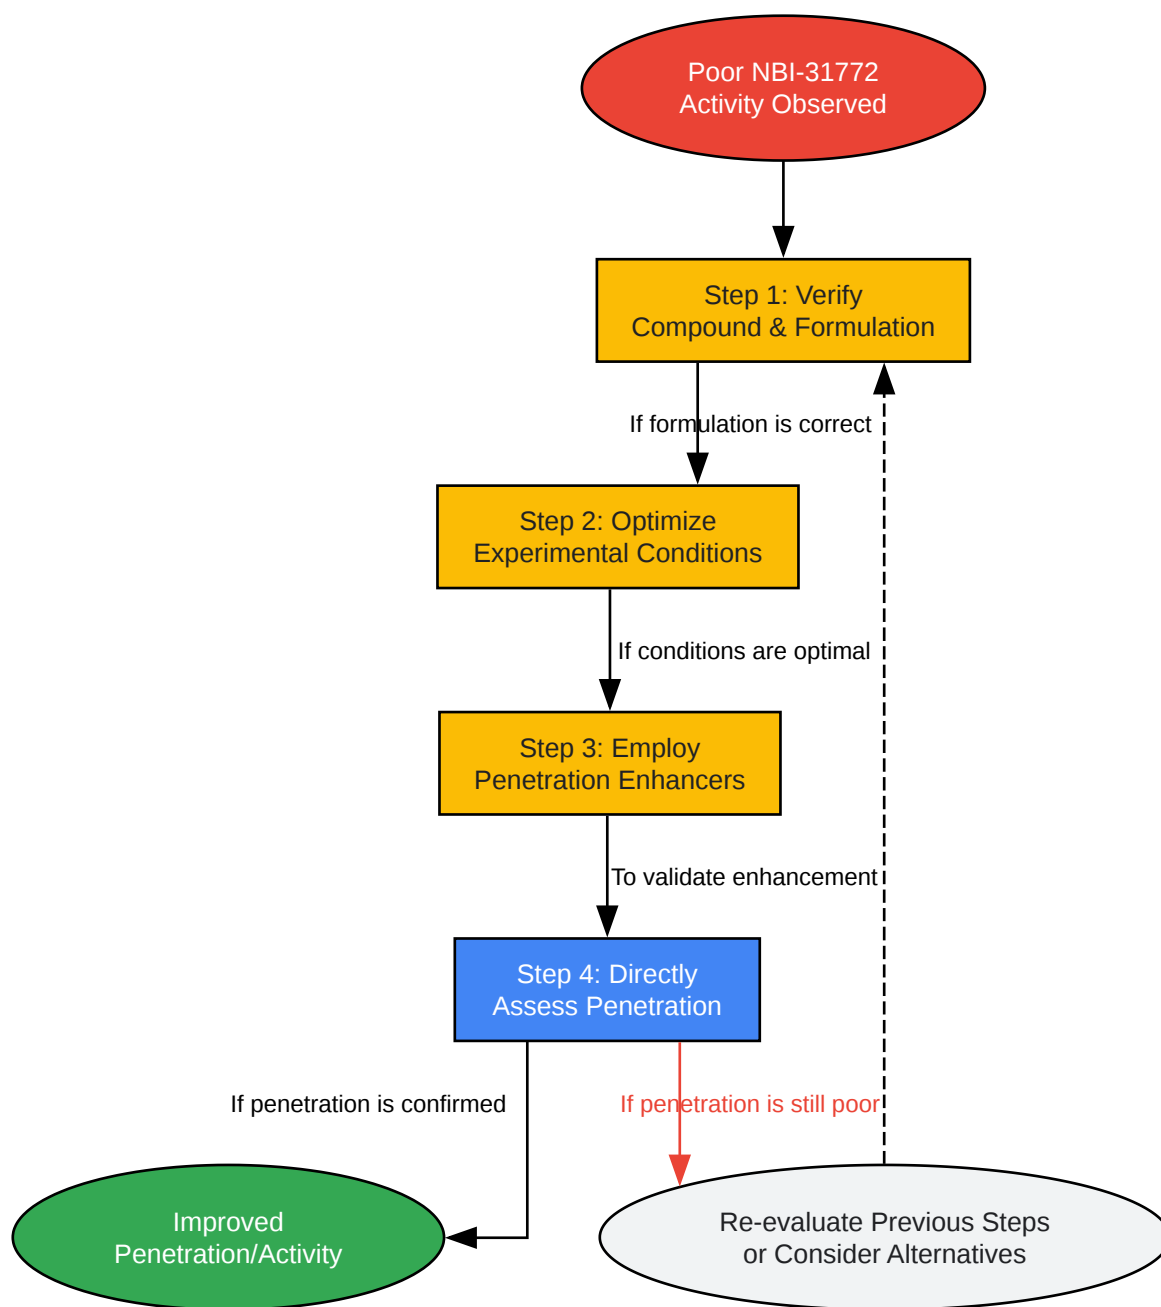 Poor NBI-31772
Activity Observed
Step 1: Verify
Compound & Formulation
If formulation is correct
Step 2: Optimize
Experimental Conditions
If conditions are optimal
Step 3: Employ
Penetration Enhancers
To validate enhancement
Step 4: Directly
Assess Penetration
If penetration is confirmed
If penetration is still poor
Improved
Penetration/Activity
Re-evaluate Previous Steps
or Consider Alternatives